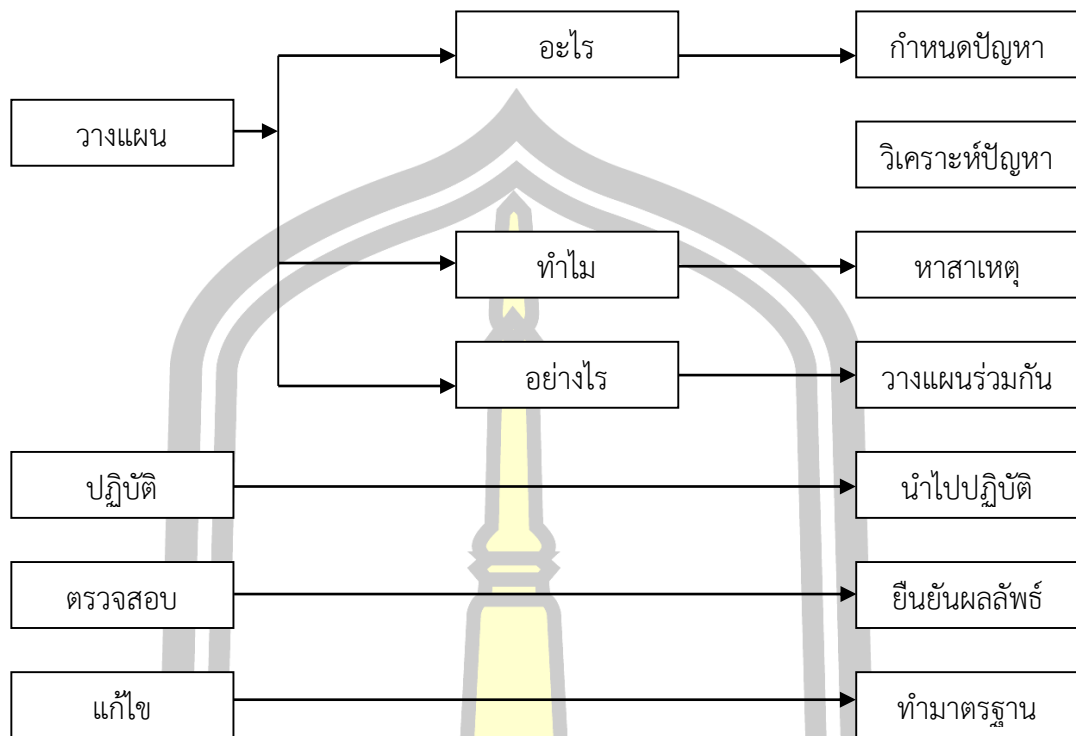 อะไร
กำหนดปัญหา
วางแผน
วิเคราะห์ปัญหา
ทำไม
หาสาเหตุ
อย่างไร
วางแผนร่วมกัน
ปฏิบัติ
นำไปปฏิบัติ
ตรวจสอบ
ยืนยันผลลัพธ์
แก้ไข
ทำมาตรฐาน